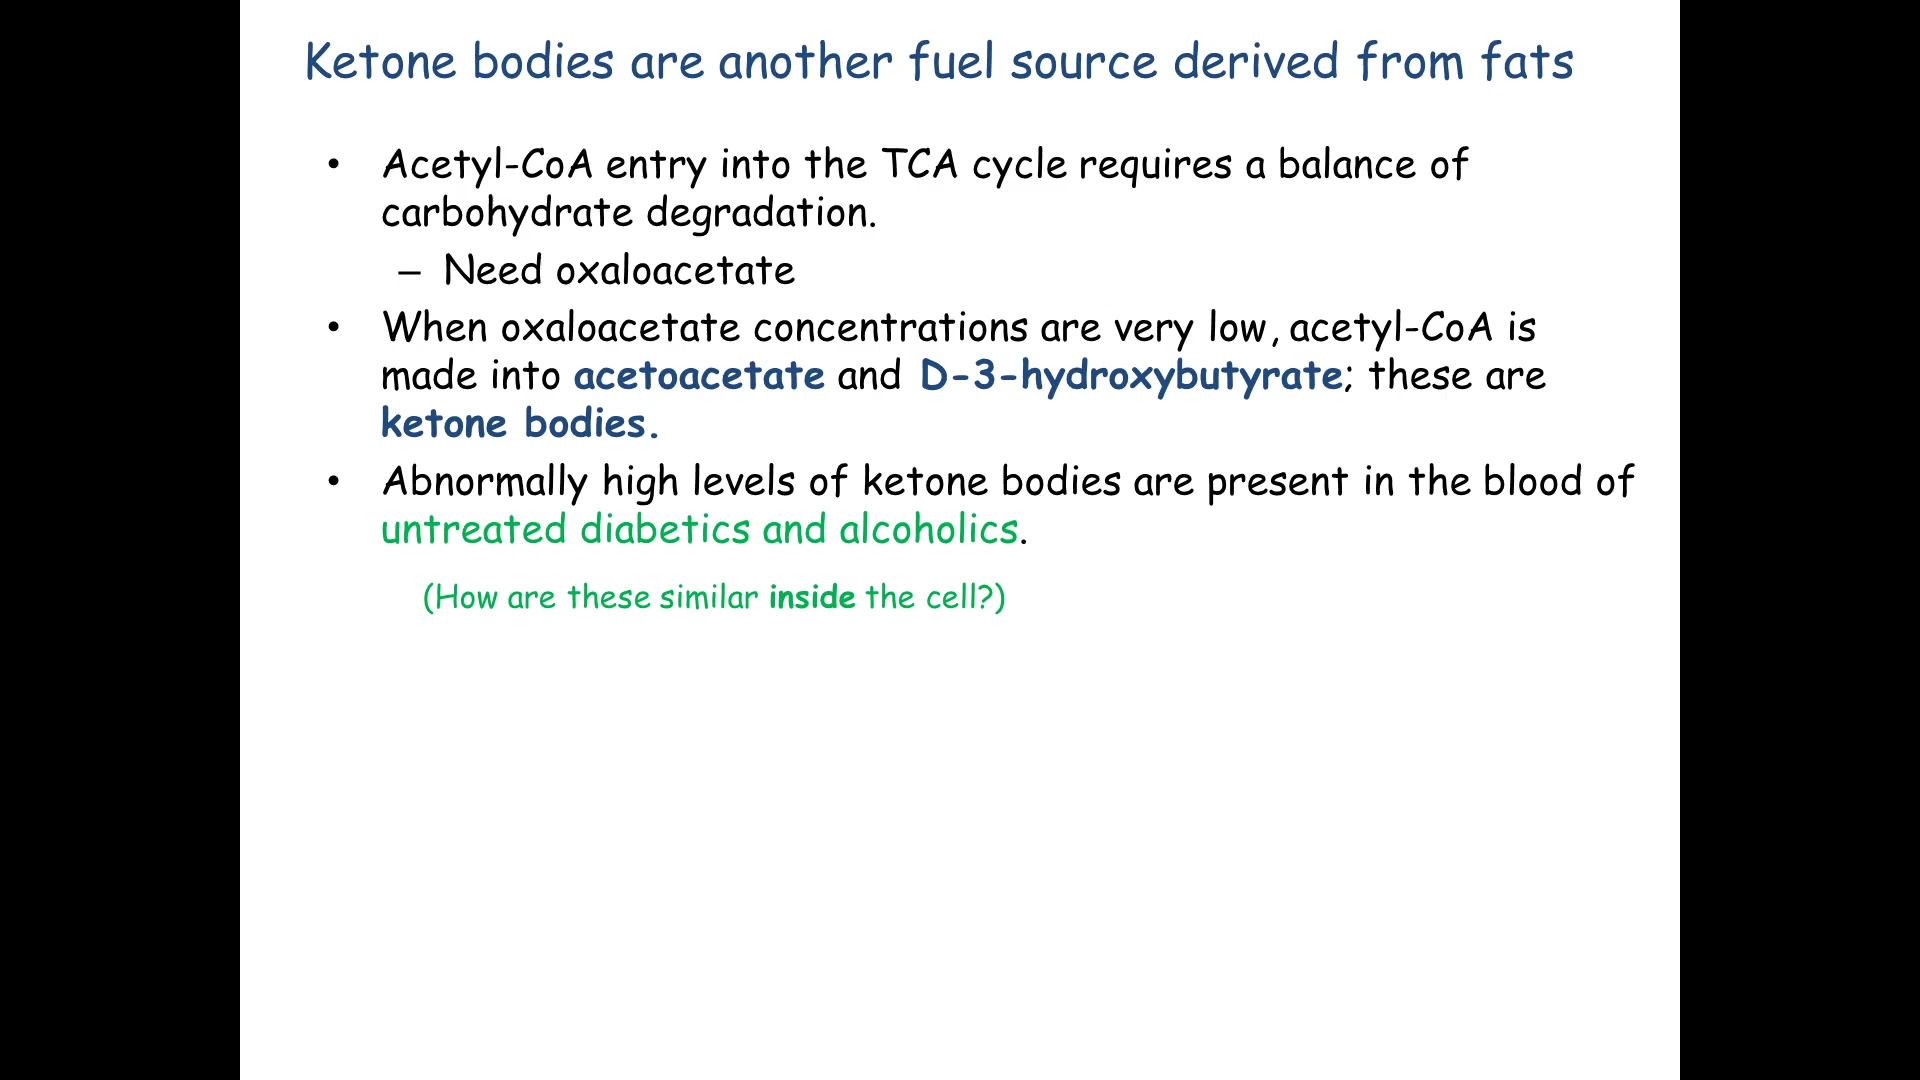 Ketone bodies are another fuel source derived from fats
• Acetyl-CoA entry into the TCA cycle requires a balance of
carbohydrate degradation.
– Need oxaloacetate
• When oxaloacetate concentrations are very low, acetyl-CoA is
made into acetoacetate and D-3-hydroxybutyrate; these are
ketone bodies.
• Abnormally high levels of ketone bodies are present in the blood of
untreated diabetics and alcoholics.
(How are these similar inside the cell?)